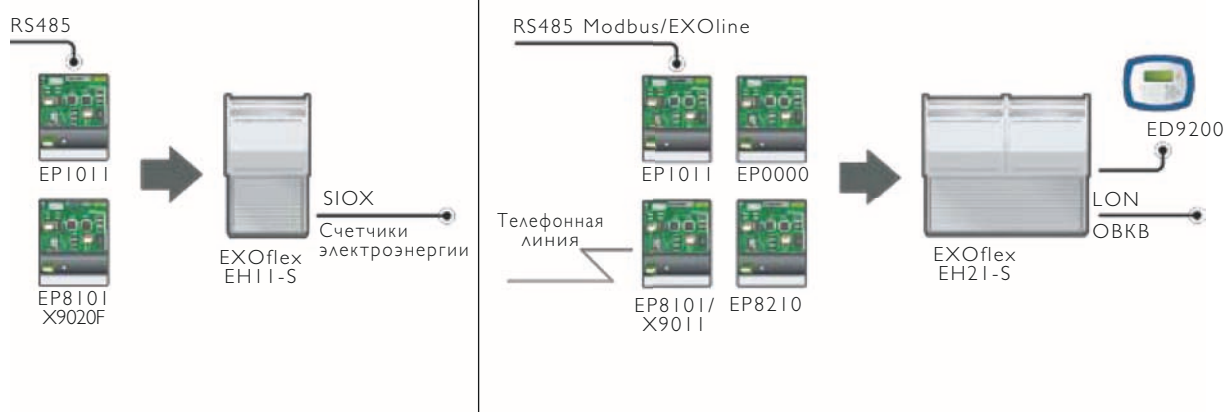 RS485
EP1011
EP8101
X9020F
EXOflex
EH11-S
SIOX
Счетчики
электроэнергии
RS485 Modbus/EXOline
EP1011
EP0000
Телефонная
линия
EP8101/
X9011
EP8210
EXOflex
EH21-S
ED9200
LON
ОВКВ